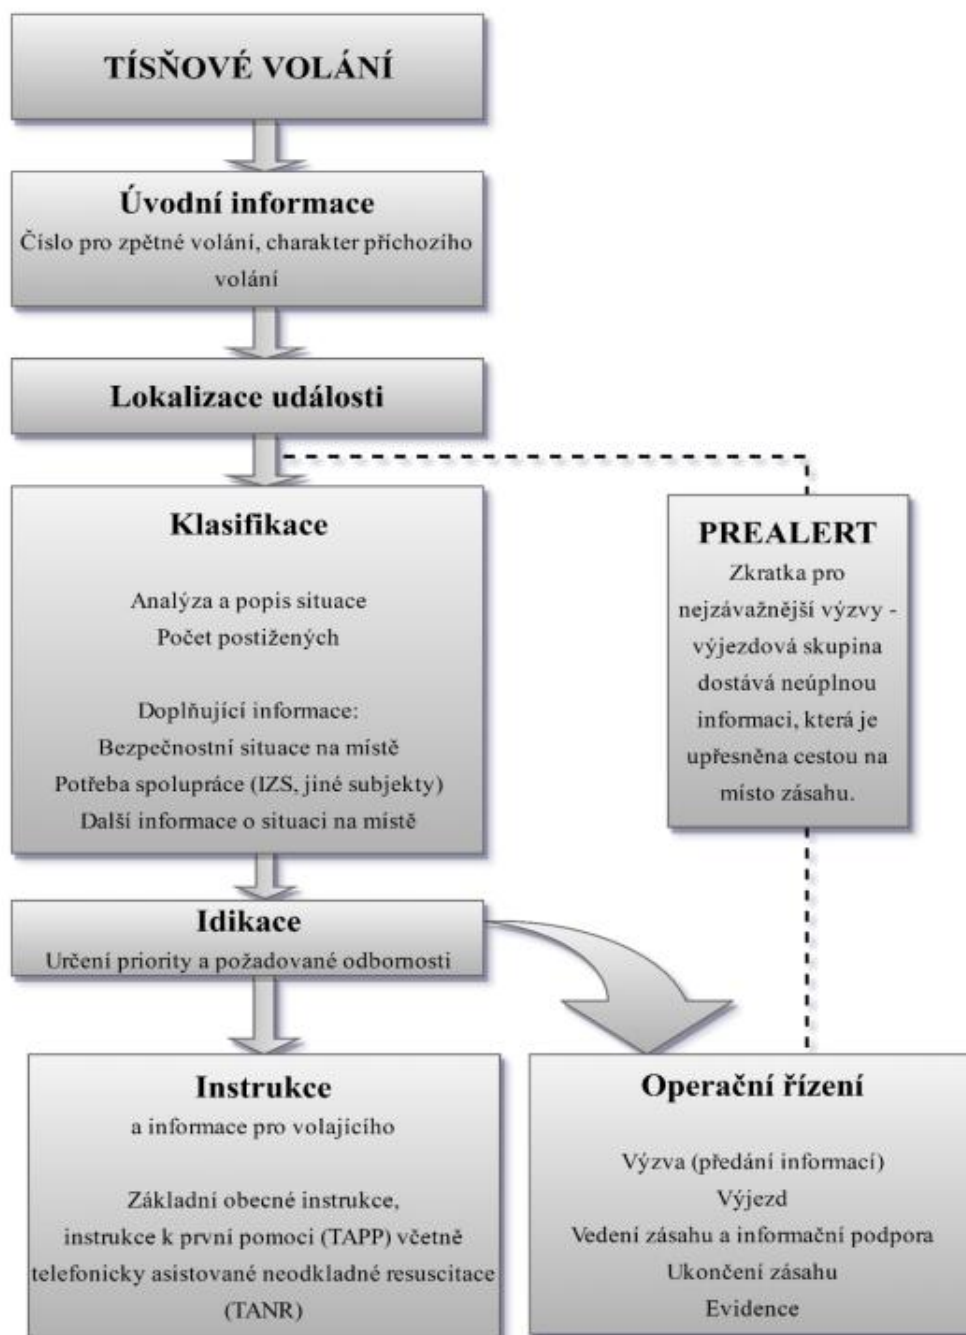 TÍSŇOVÉ VOLÁNÍ
Úvodní informace
Číslo pro zpětné volání, charakter příchozího
volání
Lokalizace události
Klasifikace
Analýza a popis situace
Počet postižených
Doplňující informace:
Bezpečnostní situace na místě
Potřeba spolupráce (IZS, jiné subjekty)
Další informace o situaci na místě
PREALERT
Zkratka pro
nejzávažnější výzvy -
výjezdová skupina
dostává neúplnou
informaci, která je
upřesněna cestou na
místo zásahu.
Idikace
Určení priority a požadované odbornosti
Instrukce
a informace pro volajícího
Základní obecné instrukce,
instrukce k první pomoci (TAPP) včetně
telefonicky asistované neodkladné resuscitace
(TANR)
Operační řízení
Výzva (předání informací)
Výjezd
Vedení zásahu a informační podpora
Ukončení zásahu
Evidence